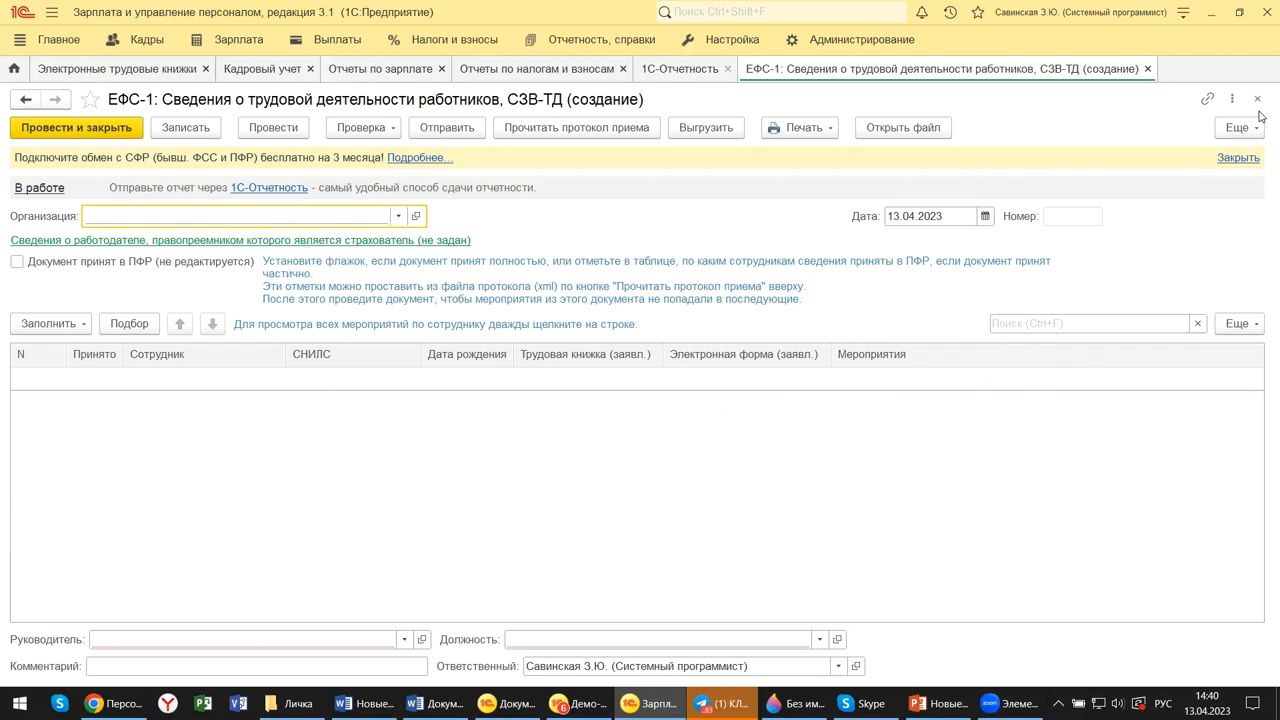 Зарплата и управление персоналом, редакция 3.1 (1С:Предприятие)
Поиск Ctrl+Shift+F
Савинская З.Ю. (Системный программист)
Главное
Кадры
Зарплата
Выплаты
Налоги и взносы
Отчетность, справки
Настройка
Администрирование
Электронные трудовые книжки
Кадровый учет
Отчеты по зарплате
Отчеты по налогам и взносам
1С-Отчетность
ЕФС-1: Сведения о трудовой деятельности работников, СЗВ-ТД (создание)
ЕФС-1: Сведения о трудовой деятельности работников, СЗВ-ТД (создание)
Провести и закрыть
Записать
Провести
Проверка
Отправить
Прочитать протокол приема
Выгрузить
Печать
Открыть файл
Еще
Подключите обмен с СФР (бывш. ФСС и ПФР) бесплатно на 3 месяца! Подробнее...
Закрыть
В работе
Отправьте отчет через 1С-Отчетность - самый удобный способ сдачи отчетности.
Организация:
Дата: 13.04.2023
Номер:
Сведения о работодателе, правопреемником которого является страхователь (не задан)
Документ принят в ПФР (не редактируется)
Установите флажок, если документ принят полностью, или отметьте в таблице, по каким сотрудникам сведения приняты в ПФР, если документ принят
частично.
Эти отметки можно проставить из файла протокола (xml) по кнопке "Прочитать протокол приема" вверху.
После этого проведите документ, чтобы мероприятия из этого документа не попадали в последующие.
Заполнить
Подбор
Для просмотра всех мероприятий по сотруднику дважды щелкните на строке.
Поиск (Ctrl+F)
Еще
N
Принято
Сотрудник
СНИЛС
Дата рождения
Трудовая книжка (заявл.)
Электронная форма (заявл.)
Мероприятия
Руководитель:
Должность:
Комментарий:
Ответственный: Савинская З.Ю. (Системный программист)
Персо...
Личка
Новые...
Докум...
Докум...
Демо-...
Зарпл...
(1) КЛ...
Без им...
Skype
Новые...
Элеме...
РУС
14:40
13.04.2023